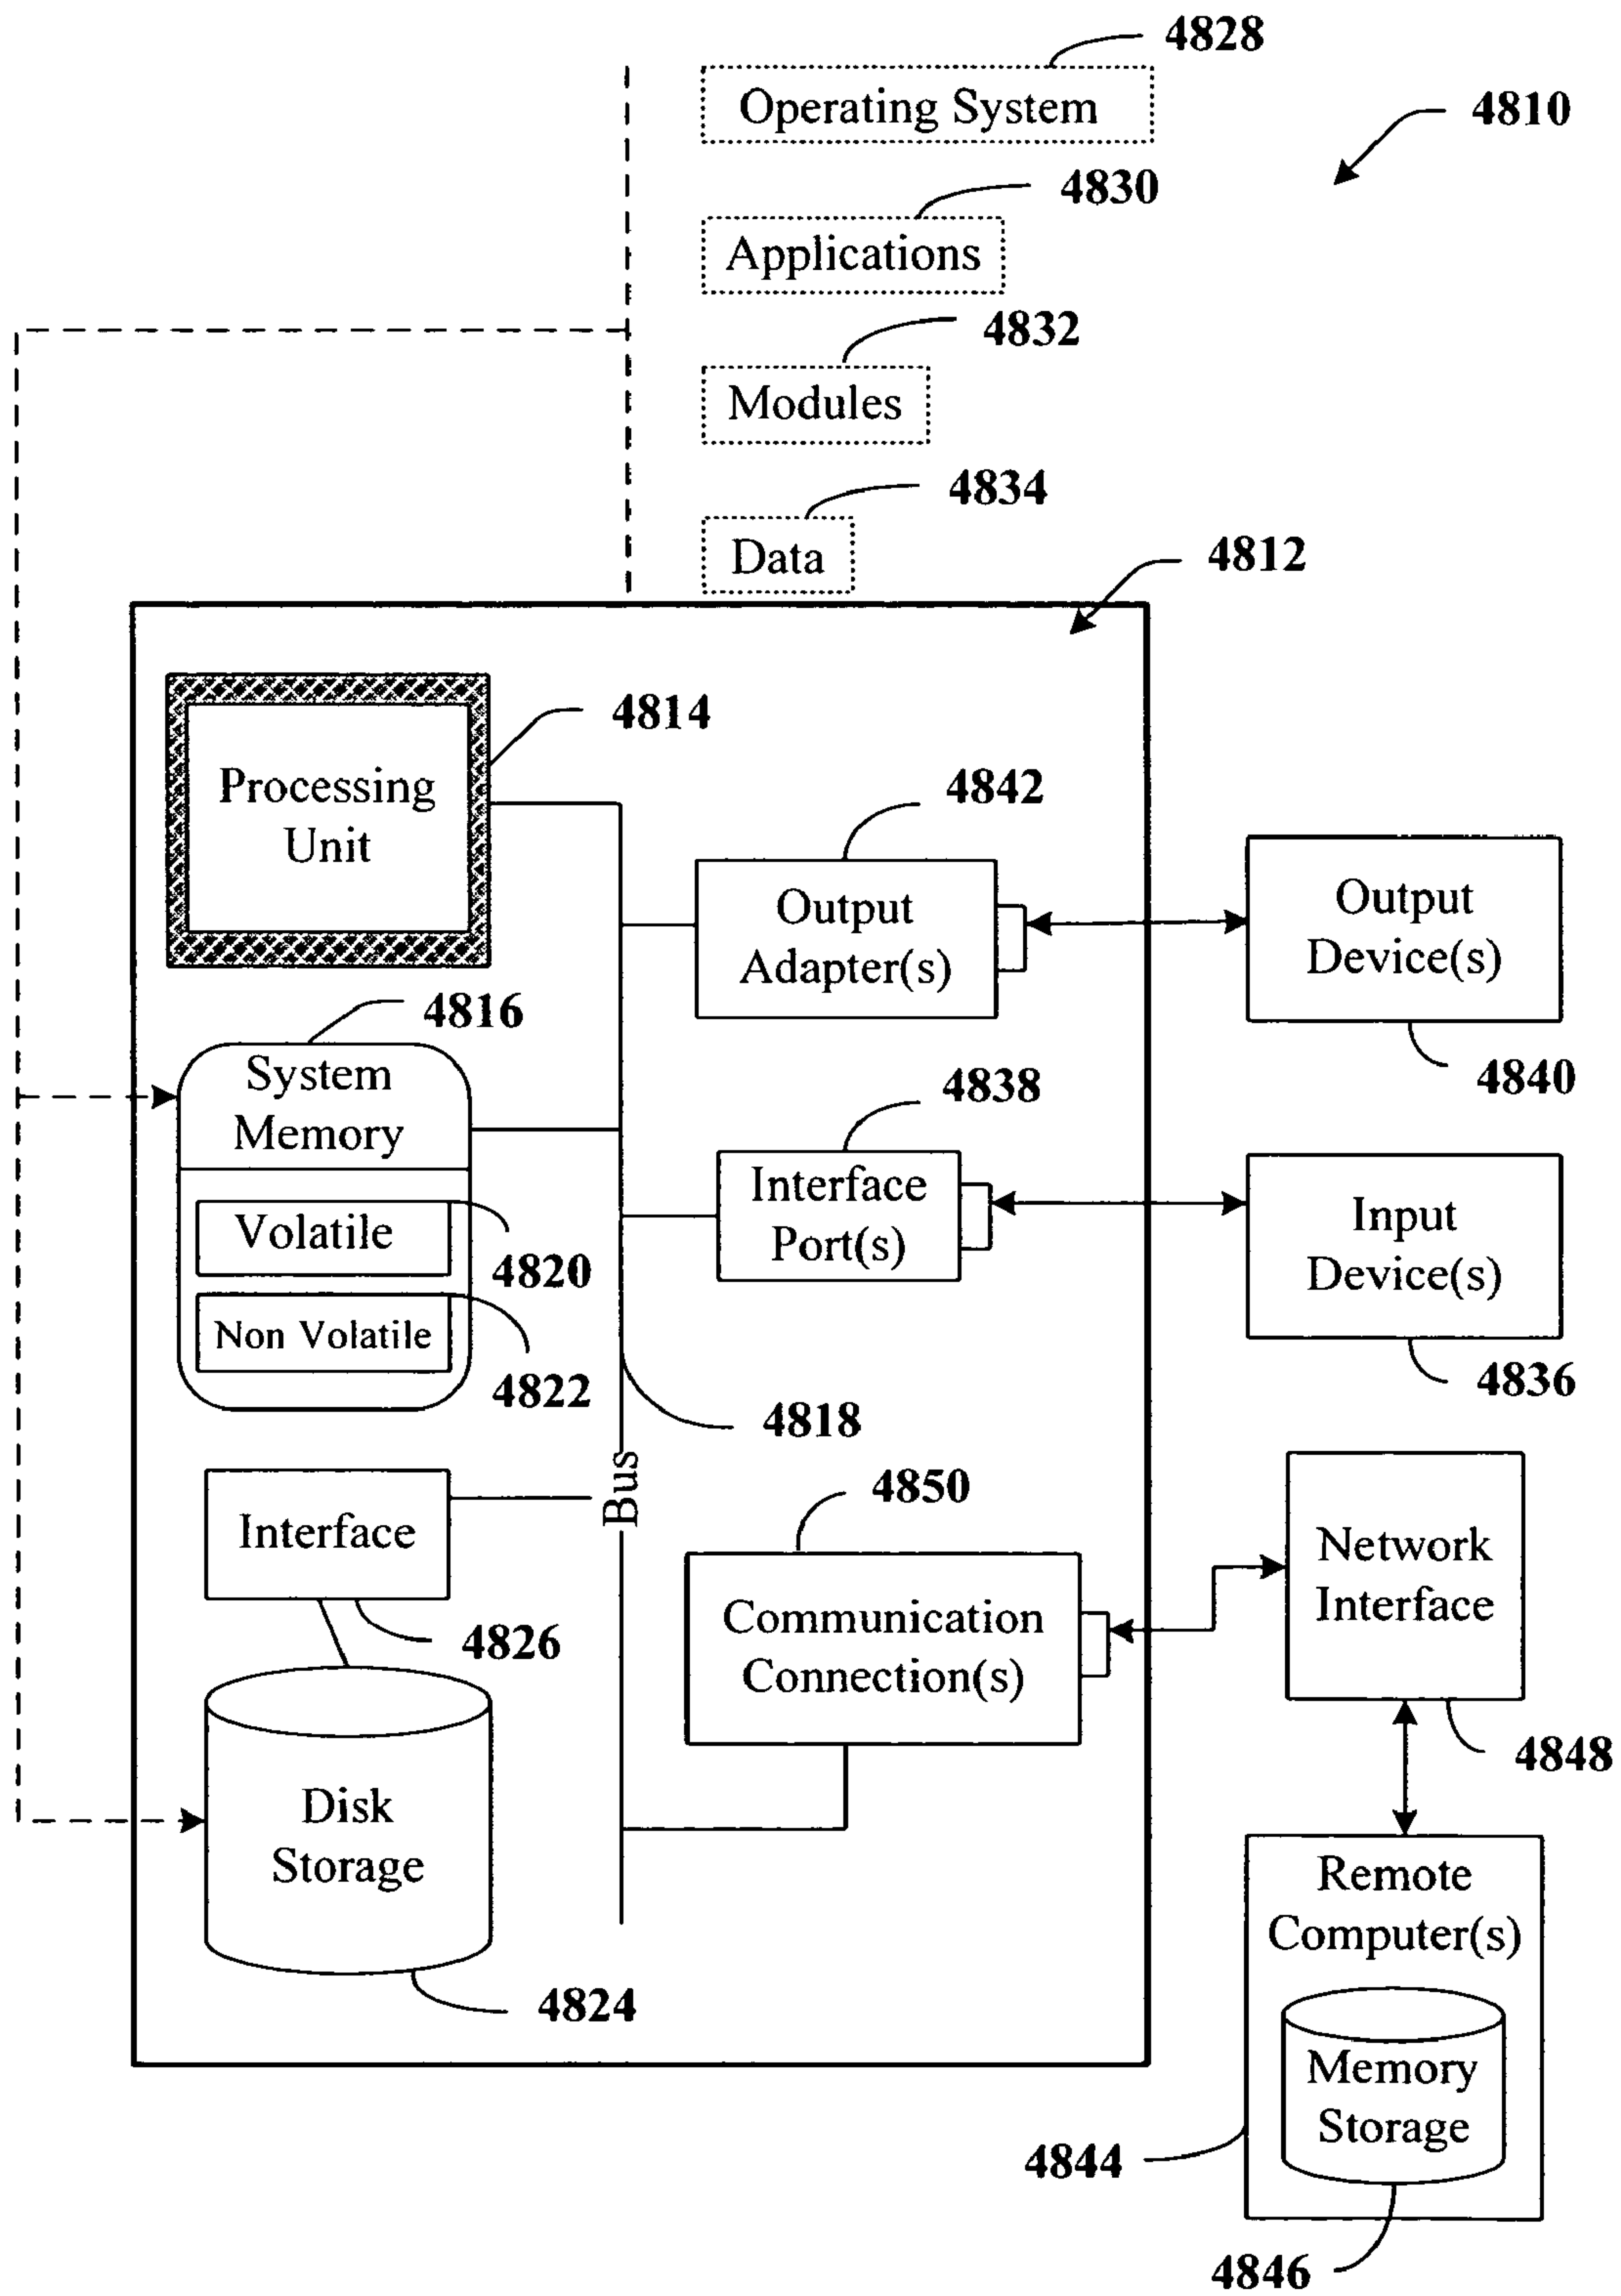 4828
Operating System
4810
4830
Applications
4832
Modules
4834
Data
4812
4814
Processing
Unit
4842
Output
Adapter(s)
Output
Device(s)
4840
4816
System
Memory
4838
Interface
Port(s)
Input
Device(s)
4836
Volatile
4820
Non Volatile
4822
4818
Bus
4850
Interface
4826
Communication
Connection(s)
Network
Interface
4848
Disk
Storage
4824
Remote
Computer(s)
Memory
Storage
4844
4846